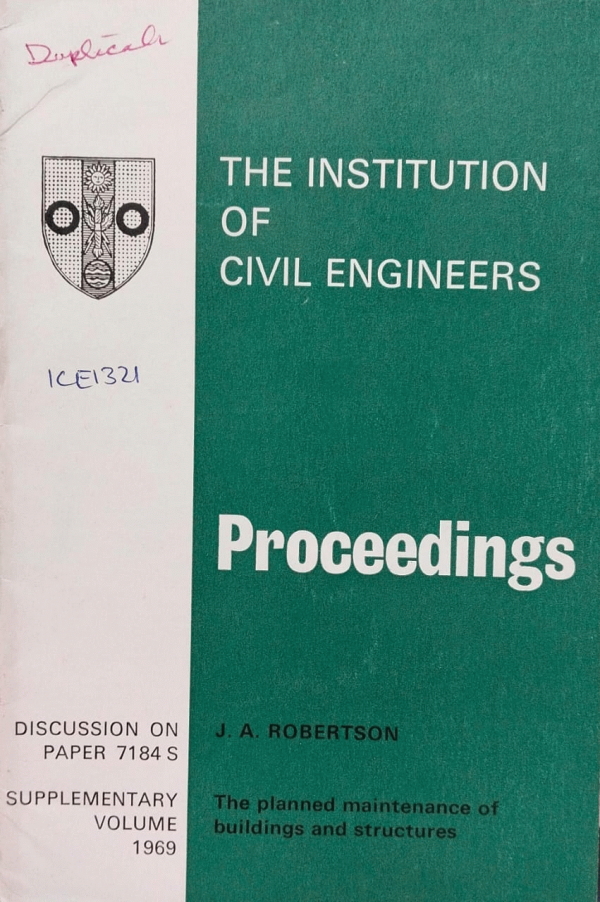 Duplicate
THE INSTITUTION
OF
CIVIL ENGINEERS
ICE1321
Proceedings
DISCUSSION ON
PAPER 7184 S
J. A. ROBERTSON
SUPPLEMENTARY
VOLUME
1969
The planned maintenance of
buildings and structures